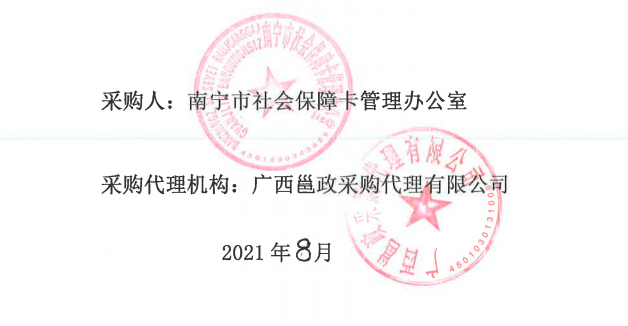 采购人：南宁市社会保障卡管理办公室
采购代理机构：广西邕政采购代理有限公司
2021年8月